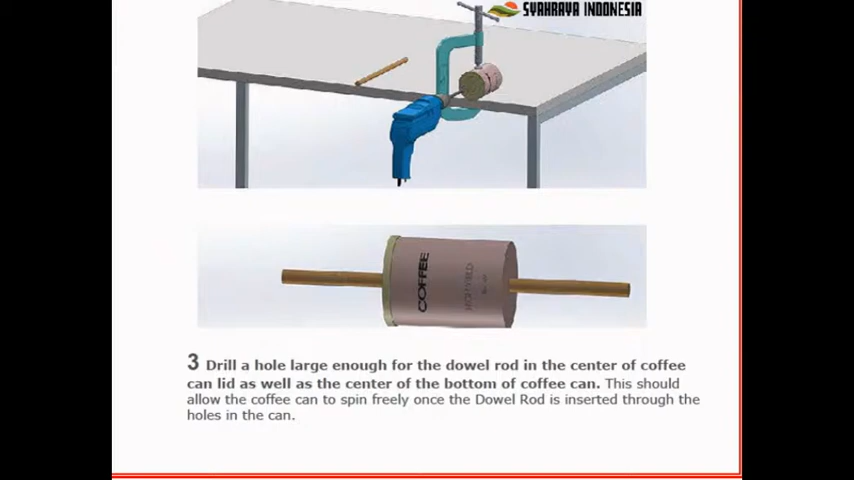 SYAHRAYA INDONESIA
COFFEE
3 Drill a hole large enough for the dowel rod in the center of coffee
can lid as well as the center of the bottom of coffee can. This should
allow the coffee can to spin freely once the Dowel Rod is inserted through the
holes in the can.